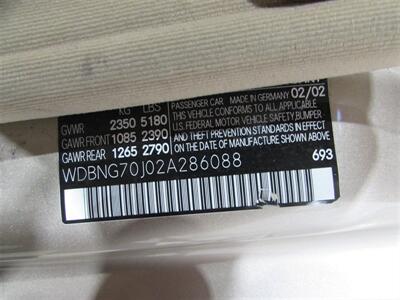 KG LBS
GVWR 2350 5180
GAWR FRONT 1085 2390
GAWR REAR 1265 2790
PASSENGER CAR MADE IN GERMANY 02/02
THIS VEHICLE CONFORMS TO ALL APPLICABLE
U.S. FEDERAL MOTOR VEHICLE SAFETY, BUMPER
AND THEFT PREVENTION STANDARDS IN EFFECT
ON THE DATE OF MANUFACTURE SHOWN ABOVE.
WDBNG70J02A286088
693